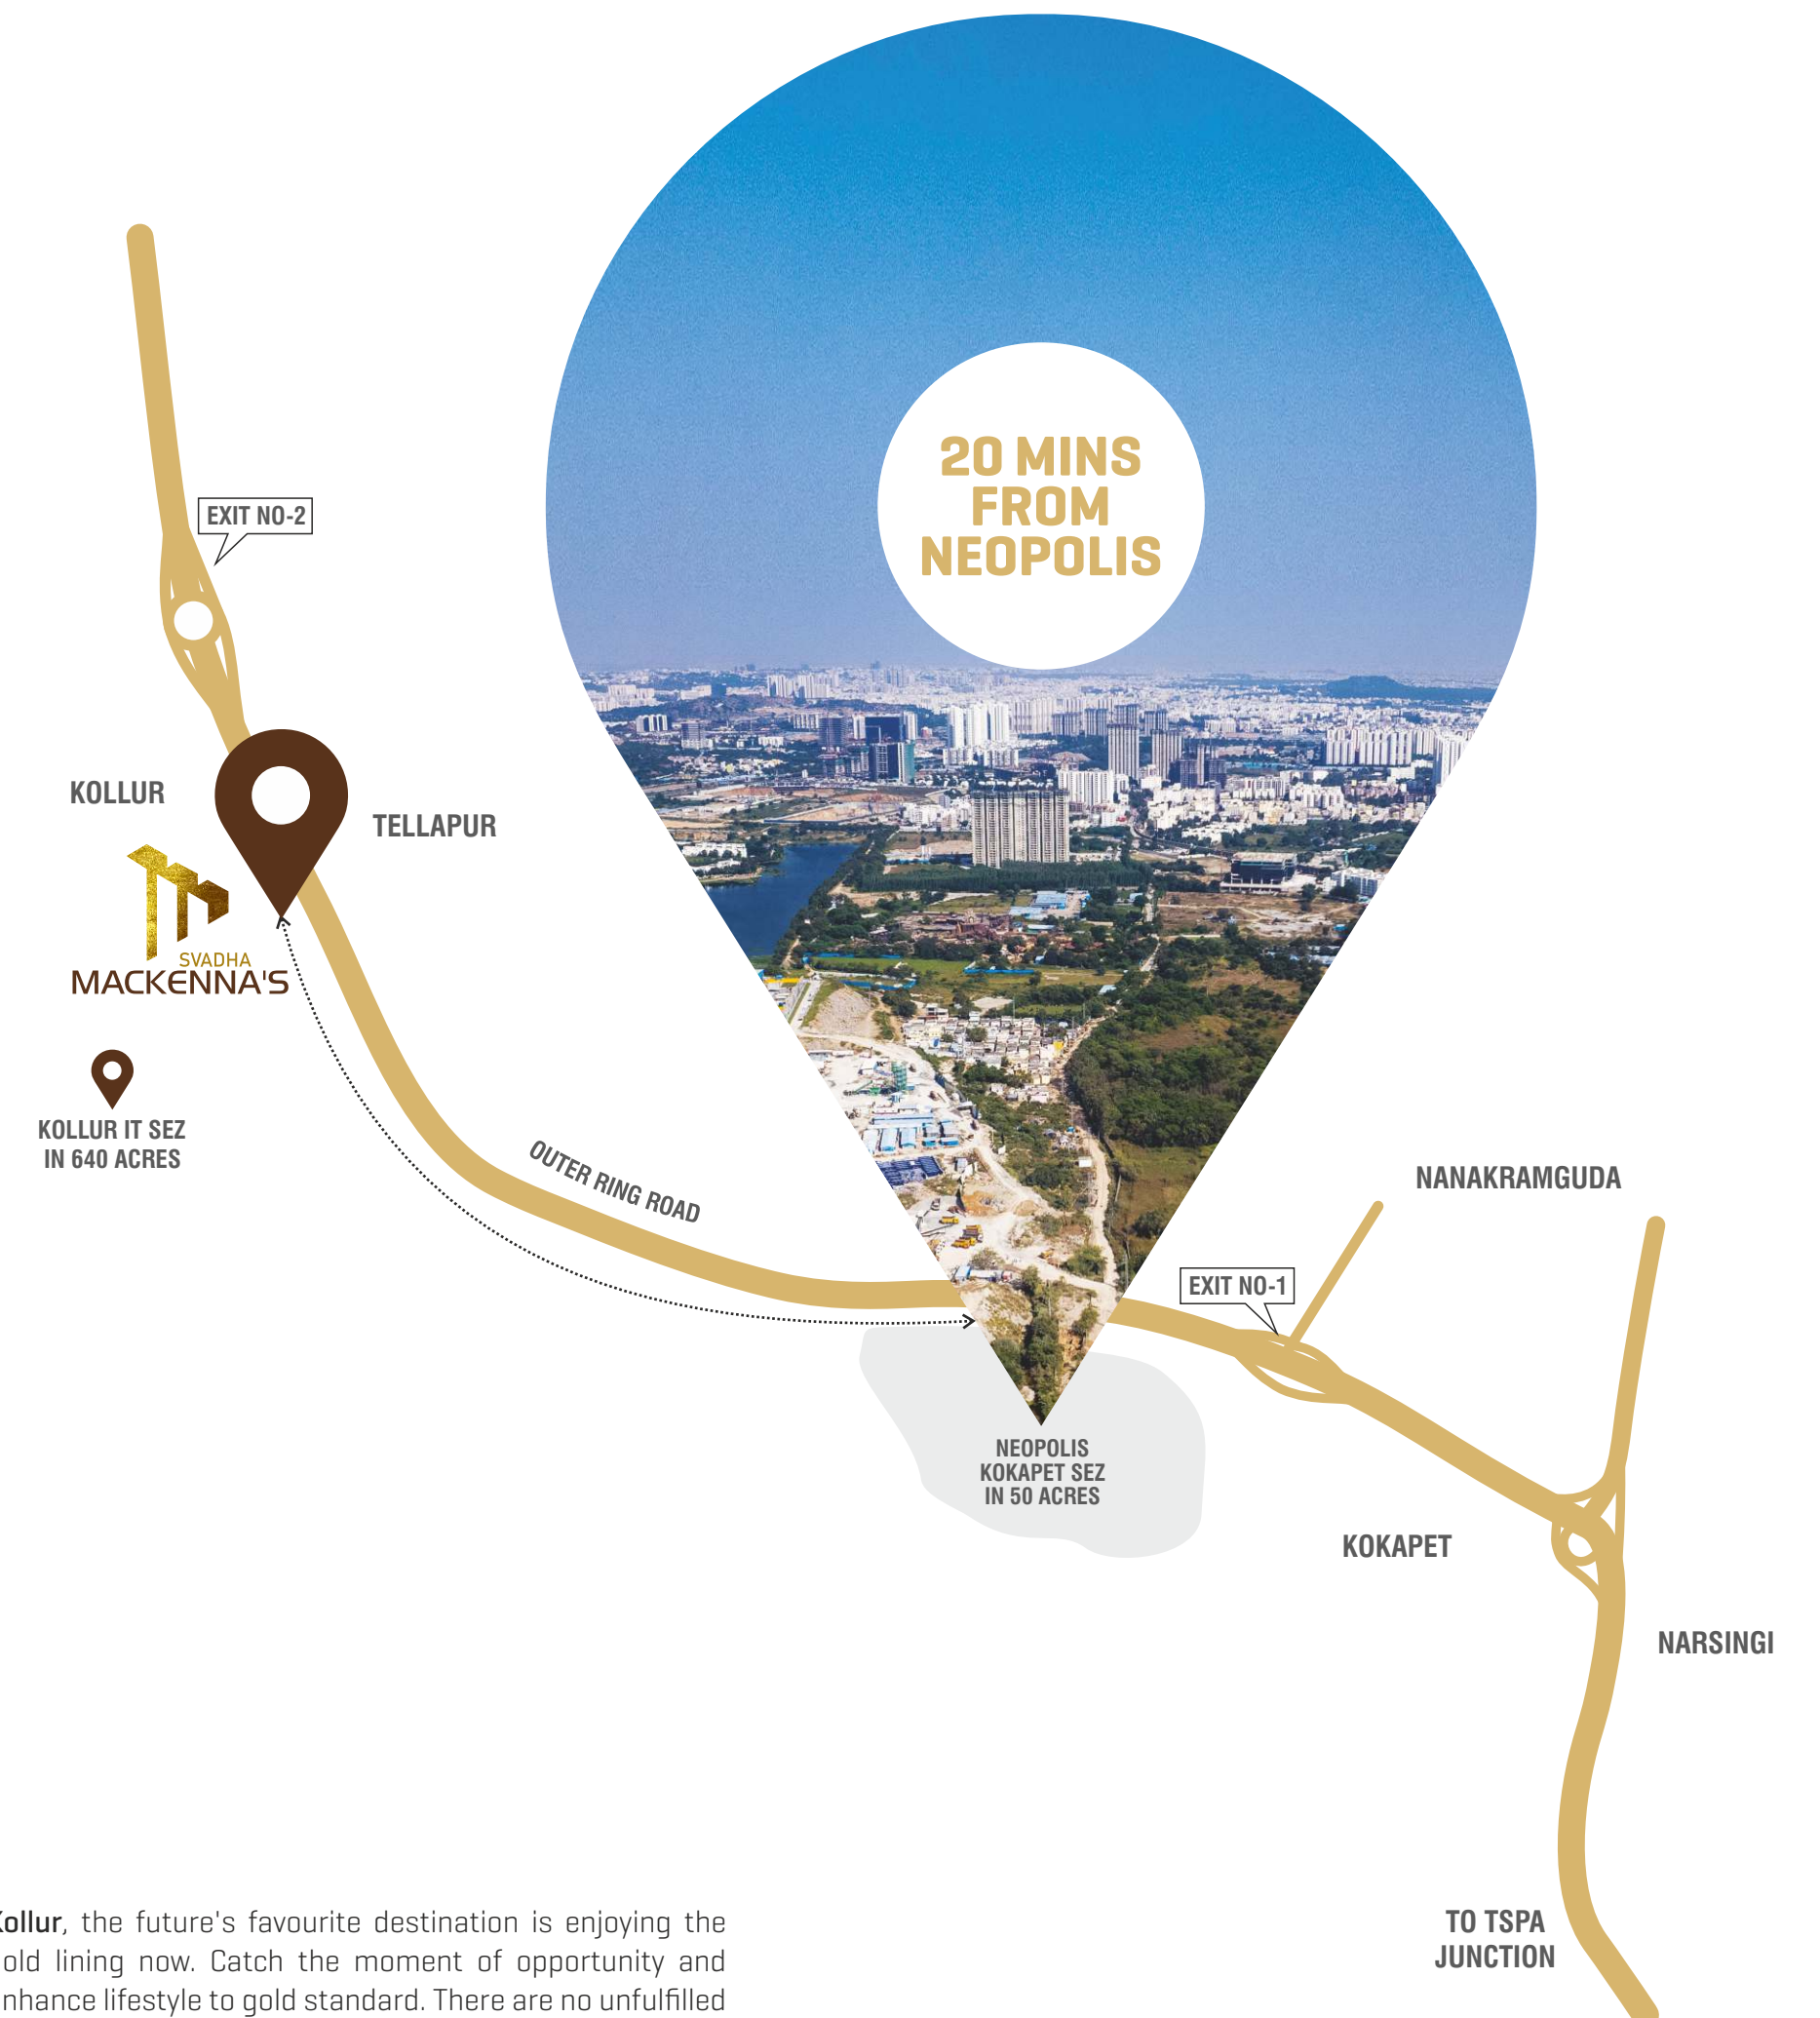 20 MINS
FROM
NEOPOLIS
EXIT NO-2
KOLLUR
TELLAPUR
SVADHA
MACKENNA'S
KOLLUR IT SEZ
IN 640 ACRES
OUTER RING ROAD
NANAKRAMGUDA
EXIT NO-1
NEOPOLIS
KOKAPET SEZ
IN 50 ACRES
KOKAPET
NARSINGI
TO TSPA
JUNCTION
Kollur, the future's favourite destination is enjoying the
old lining now. Catch the moment of opportunity and
nhance lifestyle to gold standard. There are no unfulfilled